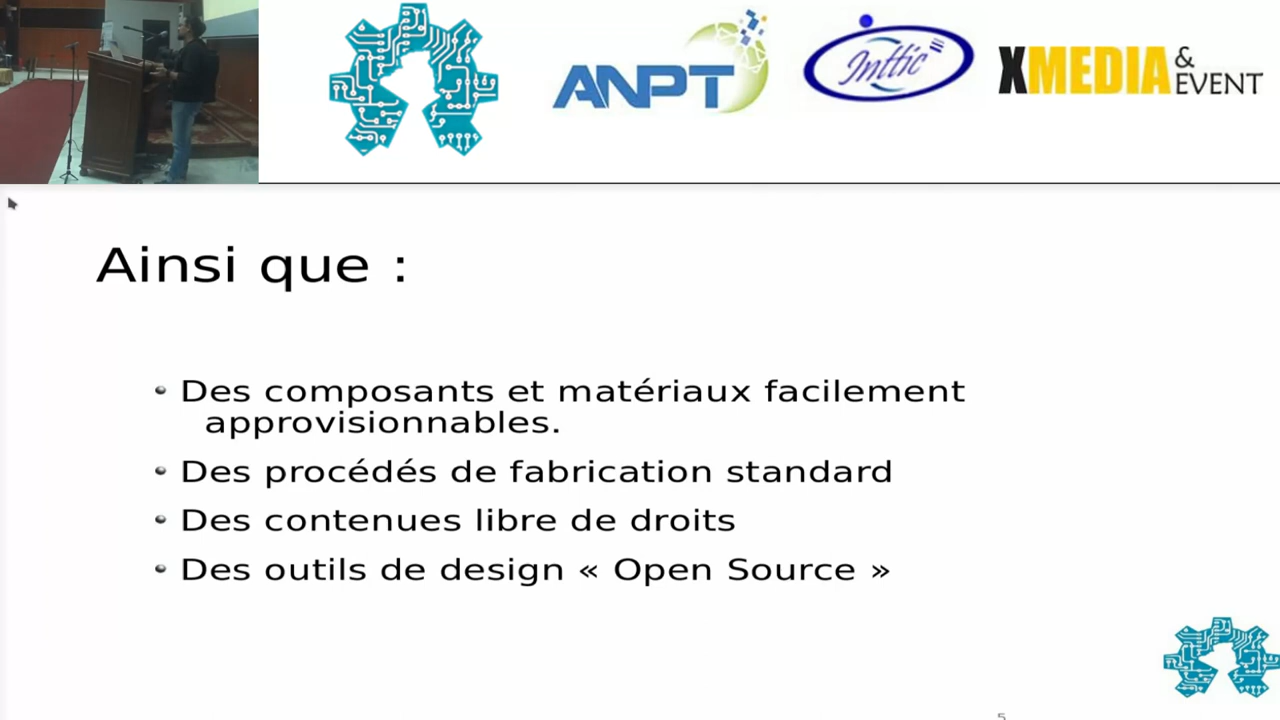 ANPT
Inttic
XMEDIA & EVENT
Ainsi que :
• Des composants et matériaux facilement
approvisionnables.
• Des procédés de fabrication standard
• Des contenues libre de droits
• Des outils de design « Open Source »
5